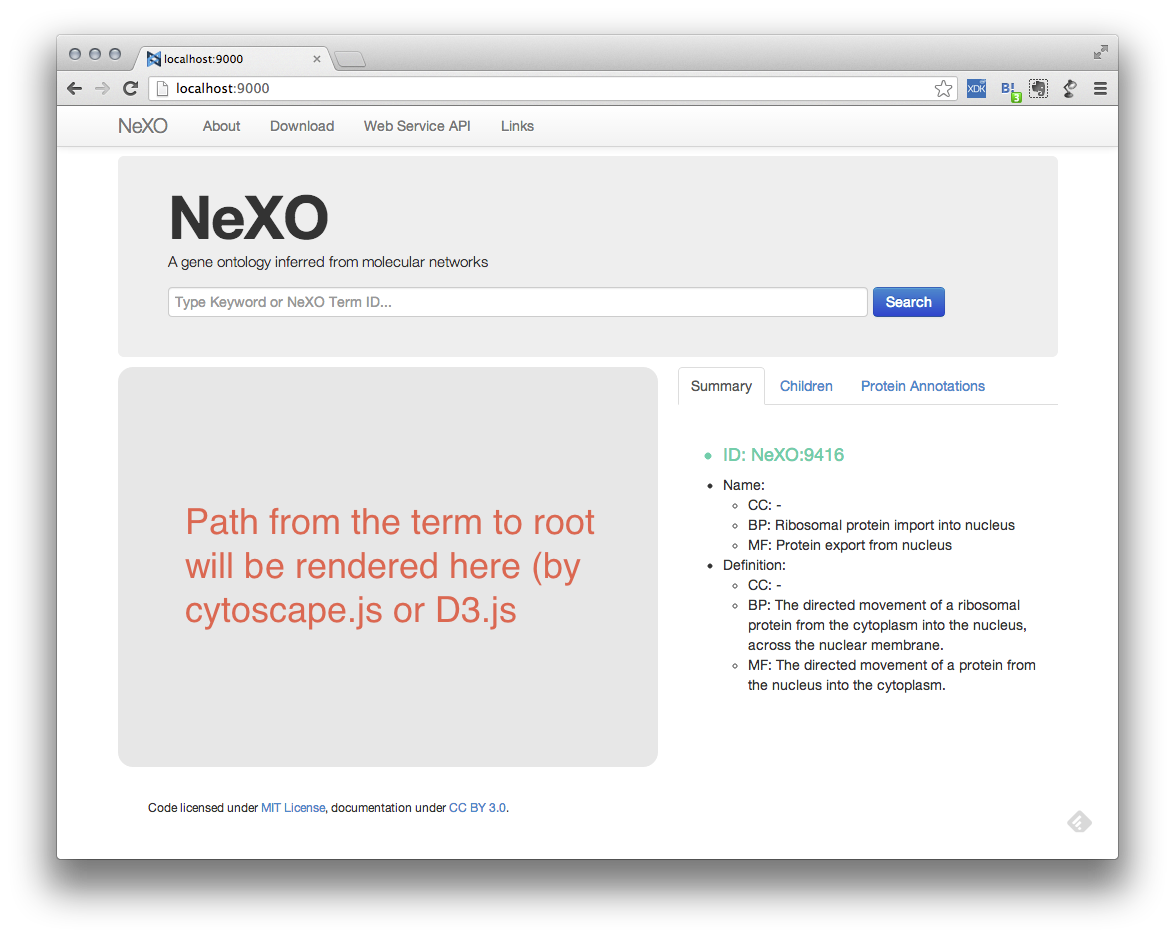 localhost:9000
localhost:9000
XDK
B!
3
NeXO About Download Web Service API Links
NeXO
A gene ontology inferred from molecular networks
Type Keyword or NeXO Term ID... Search
Path from the term to root
will be rendered here (by
cytoscape.js or D3.js
Summary Children Protein Annotations
ID: NeXO:9416
Name:
CC: -
BP: Ribosomal protein import into nucleus
MF: Protein export from nucleus
Definition:
CC: -
BP: The directed movement of a ribosomal
protein from the cytoplasm into the nucleus,
across the nuclear membrane.
MF: The directed movement of a protein from
the nucleus into the cytoplasm.
Code licensed under MIT License, documentation under CC BY 3.0.